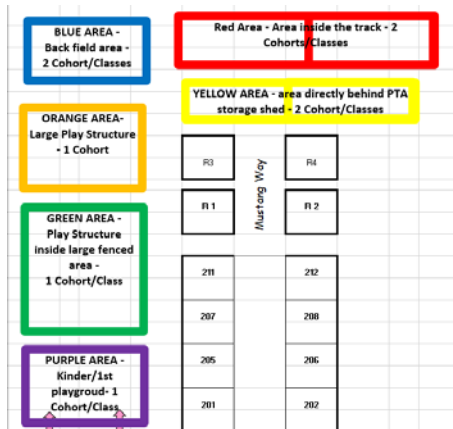 BLUE AREA -
Back field area -
2 Cohort/Classes
Red Area - Area inside the track - 2
Cohorts/Classes
YELLOW AREA - area directly behind PTA
storage shed - 2 Cohort/Classes
ORANGE AREA-
Large Play Structure
- 1 Cohort
R3
Mustang Way
R4
R 1
R 2
GREEN AREA -
Play Structure
inside large fenced
area -
1 Cohort/Class
211
212
207
208
PURPLE AREA -
Kinder/1st
playgroud- 1
Cohort/Class
205
206
201
202